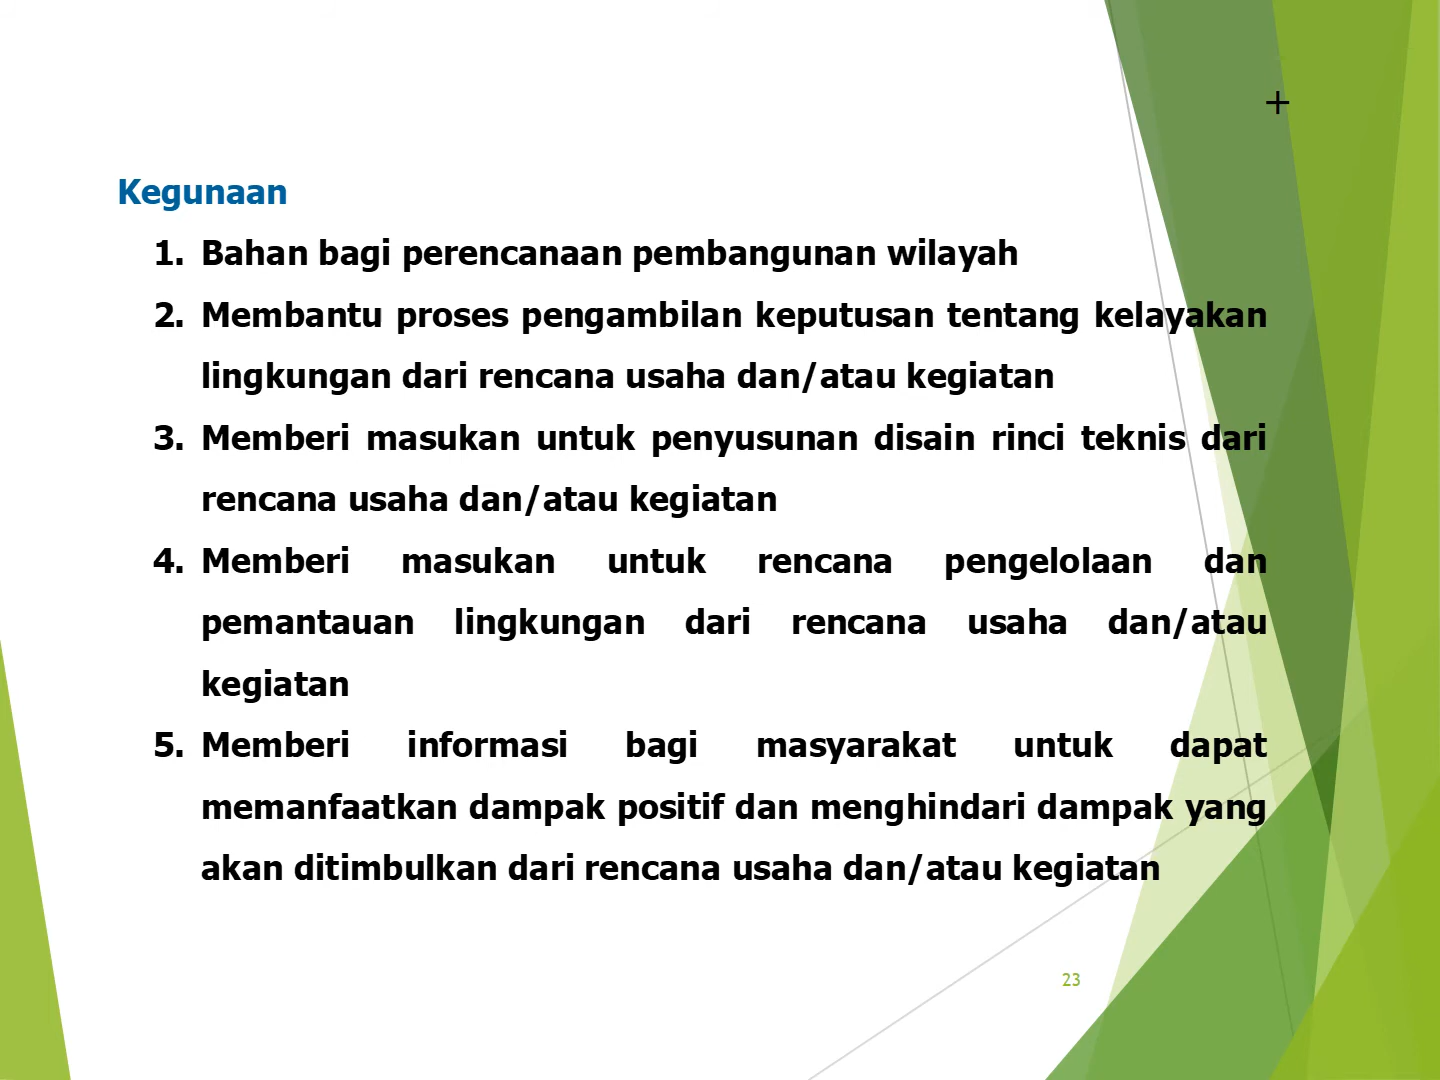 +
Kegunaan
1. Bahan bagi perencanaan pembangunan wilayah
2. Membantu proses pengambilan keputusan tentang kelayakan
lingkungan dari rencana usaha dan/atau kegiatan
3. Memberi masukan untuk penyusunan disain rinci teknis dari
rencana usaha dan/atau kegiatan
4. Memberi masukan untuk rencana pengelolaan dan
pemantauan lingkungan dari rencana usaha dan/atau
kegiatan
5. Memberi informasi bagi masyarakat untuk dapat
memanfaatkan dampak positif dan menghindari dampak yang
akan ditimbulkan dari rencana usaha dan/atau kegiatan
23